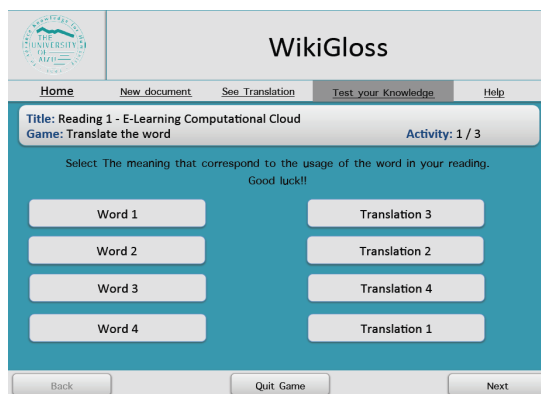 THE
UNIVERSITY
OF
AIZU
WikiGloss
Home New document See Translation Test your Knowledge Help
Title: Reading 1 - E-Learning Computational Cloud
Game: Translate the word Activity: 1 / 3
Select The meaning that correspond to the usage of the word in your reading.
Good luck!!
Word 1 Translation 3
Word 2 Translation 2
Word 3 Translation 4
Word 4 Translation 1
Back Quit Game Next